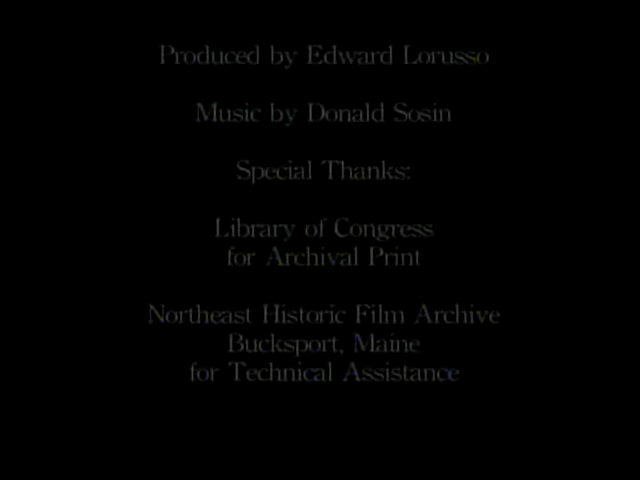 Produced by Edward Lorusso
Music by Donald Sosin
Special Thanks:
Library of Congress
for Archival Print
Northeast Historic Film Archive
Bucksport, Maine
for Technical Assistance